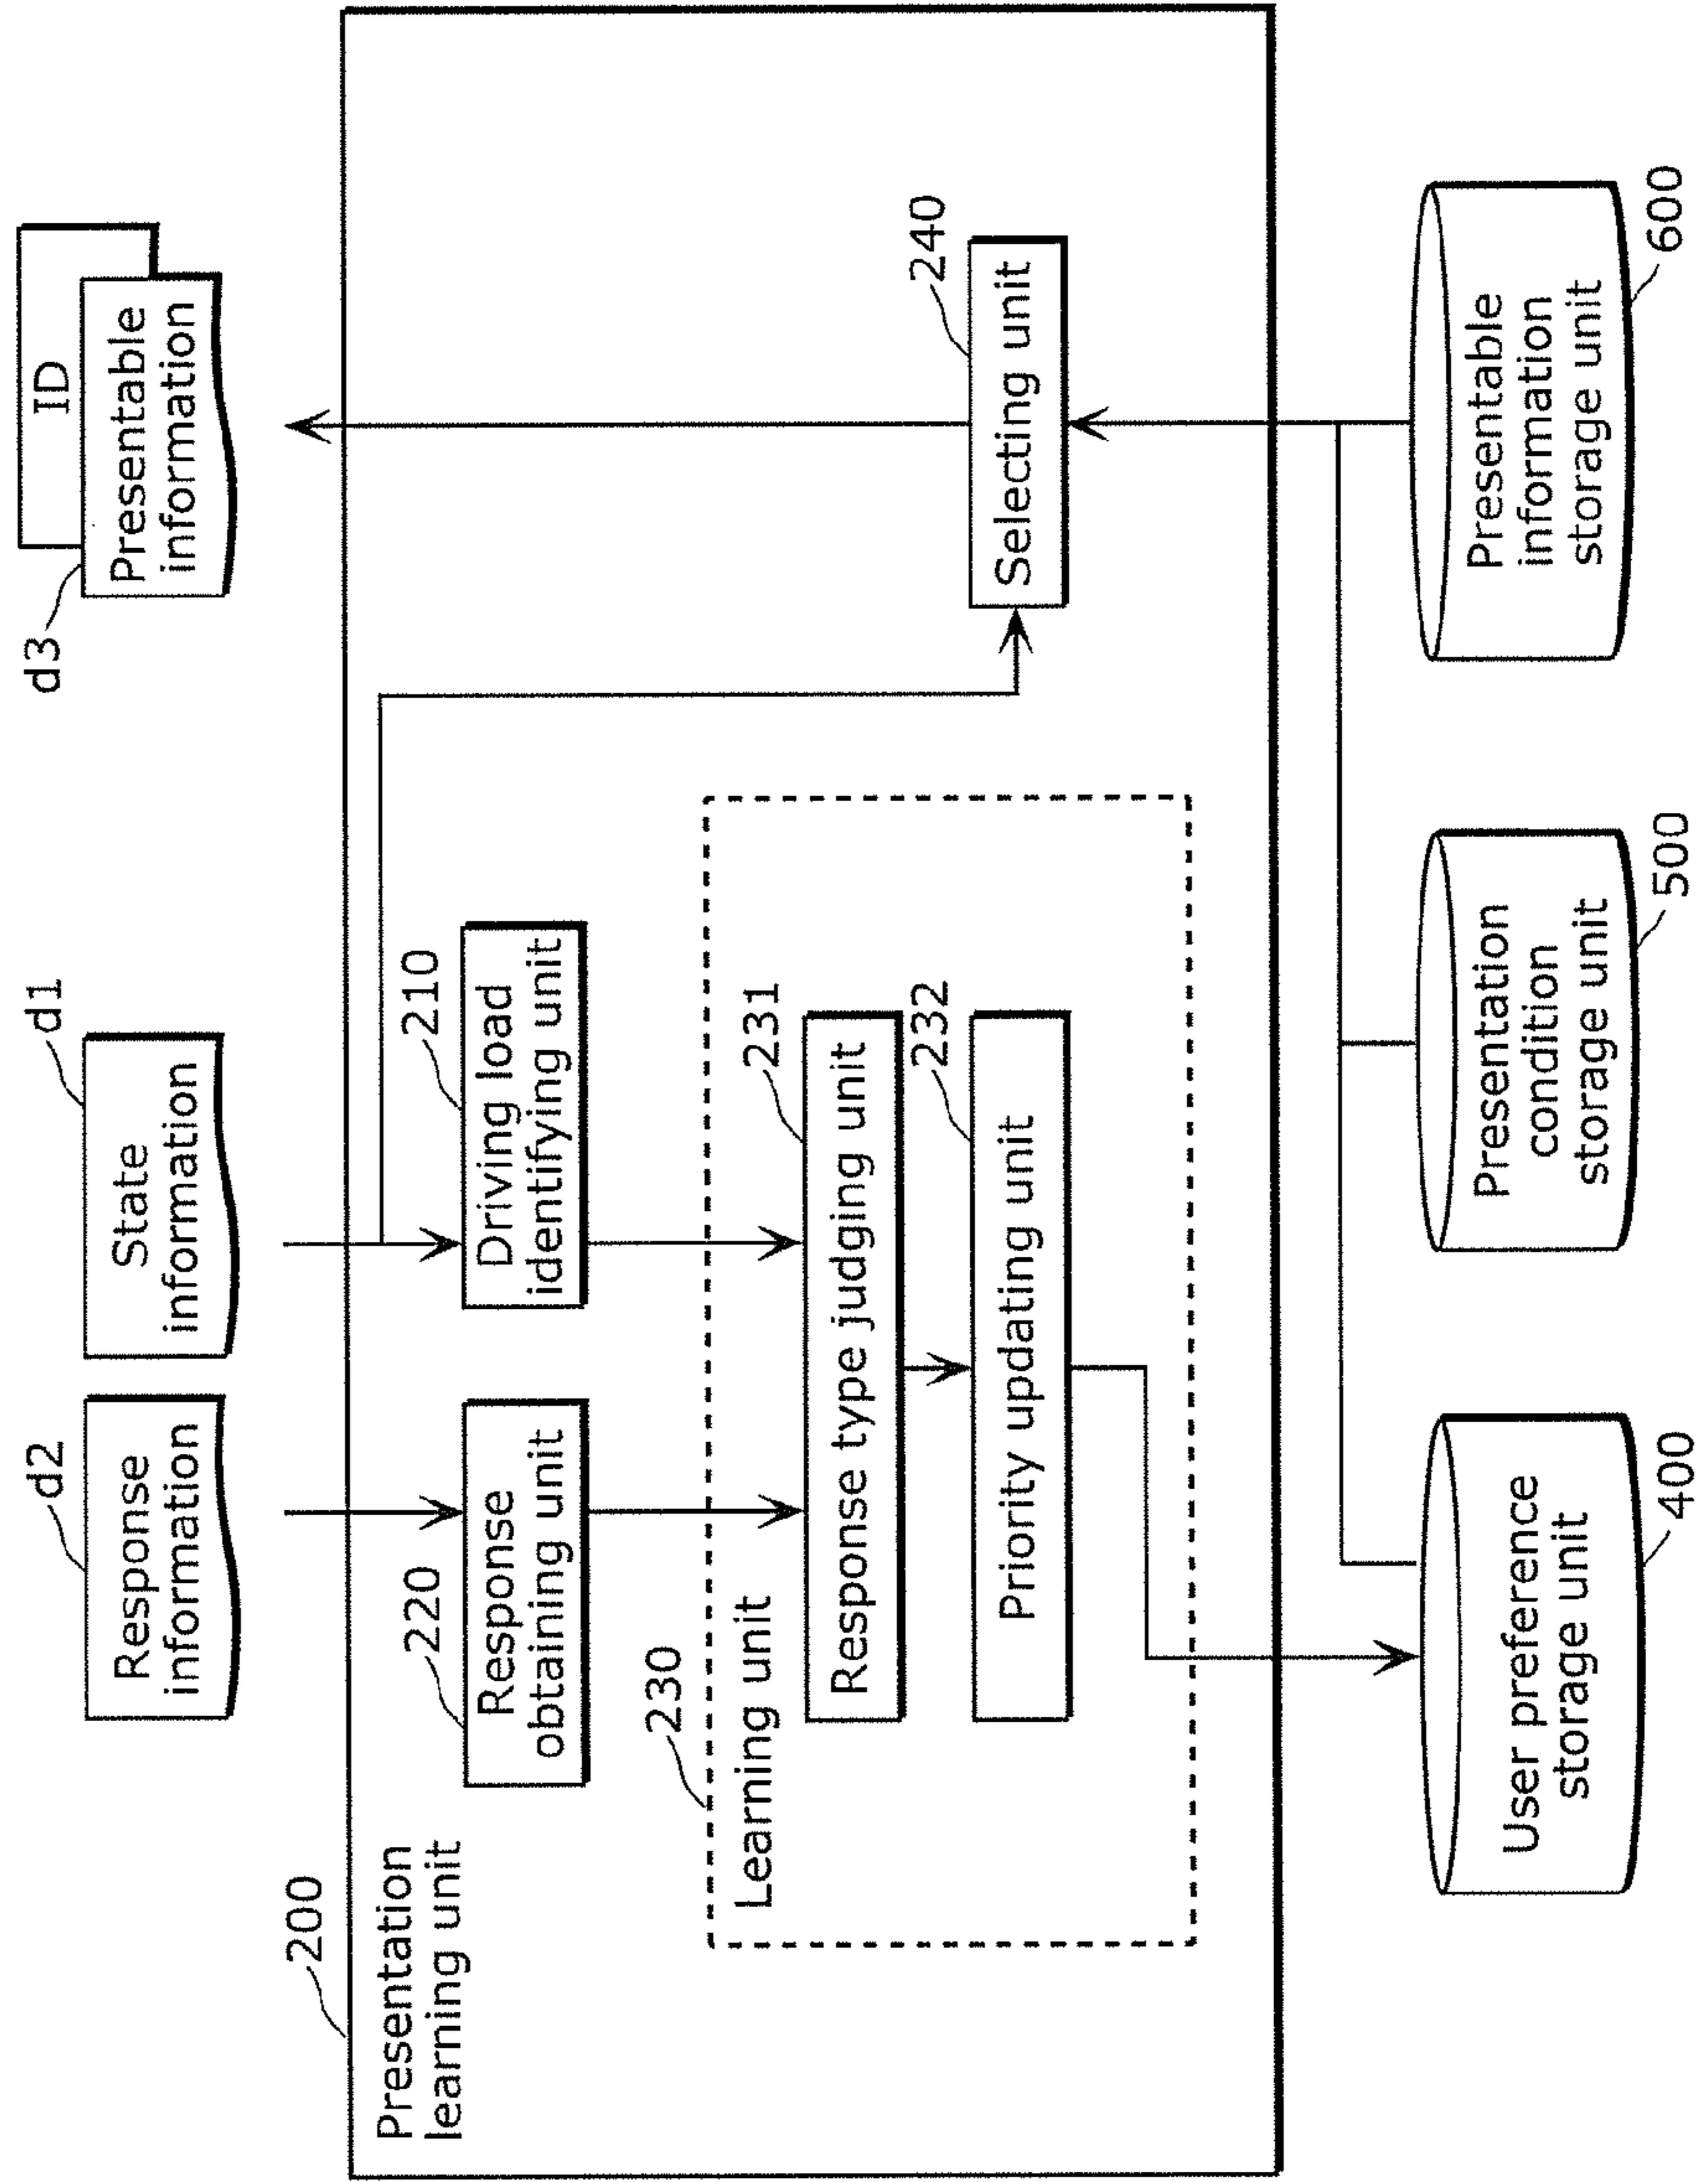 d2
Response
information
d1
State
information
d3
ID
Presentable
information
200
Presentation
learning unit
220
Response
obtaining unit
210
Driving load
identifying unit
230
Learning unit
231
Response type judging unit
232
Priority updating unit
240
Selecting unit
User preference
storage unit
400
Presentation
condition
storage unit
500
Presentable
information
storage unit
600